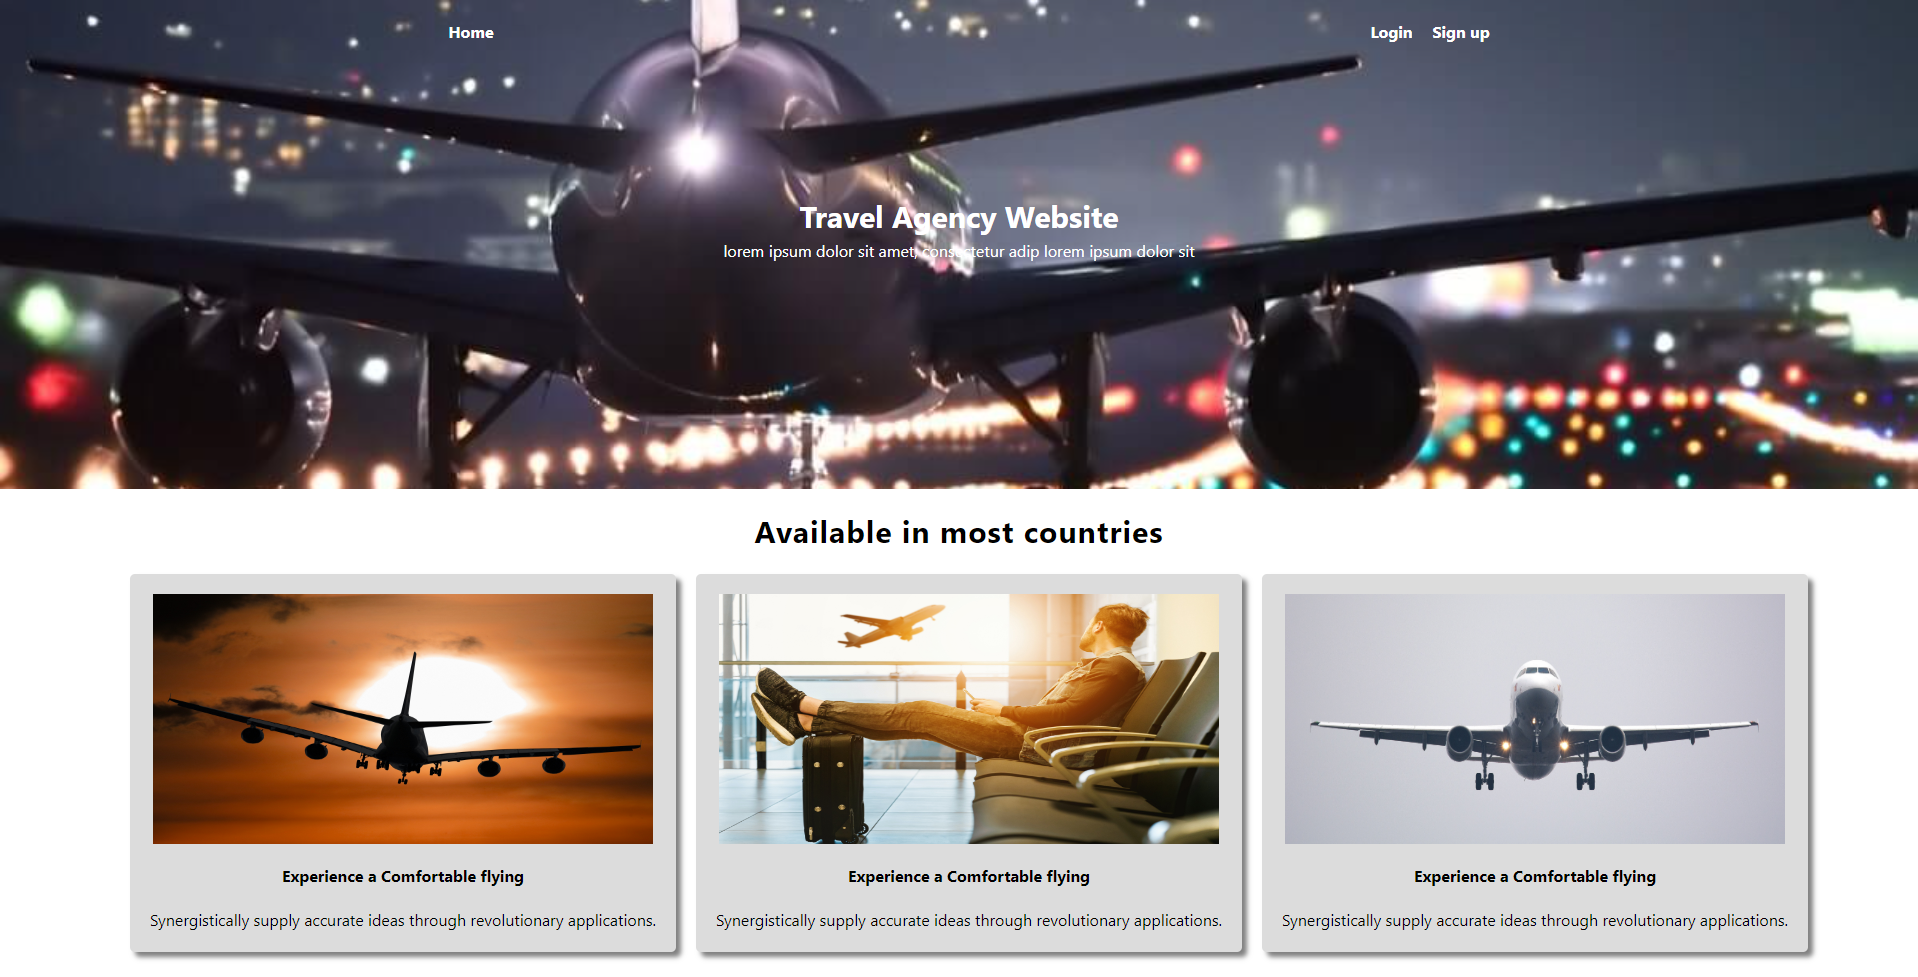 Home Login Sign up
Travel Agency Website
lorem ipsum dolor sit amet, consectetur adip lorem ipsum dolor sit
Available in most countries
Experience a Comfortable flying
Synergistically supply accurate ideas through revolutionary applications.
Experience a Comfortable flying
Synergistically supply accurate ideas through revolutionary applications.
Experience a Comfortable flying
Synergistically supply accurate ideas through revolutionary applications.